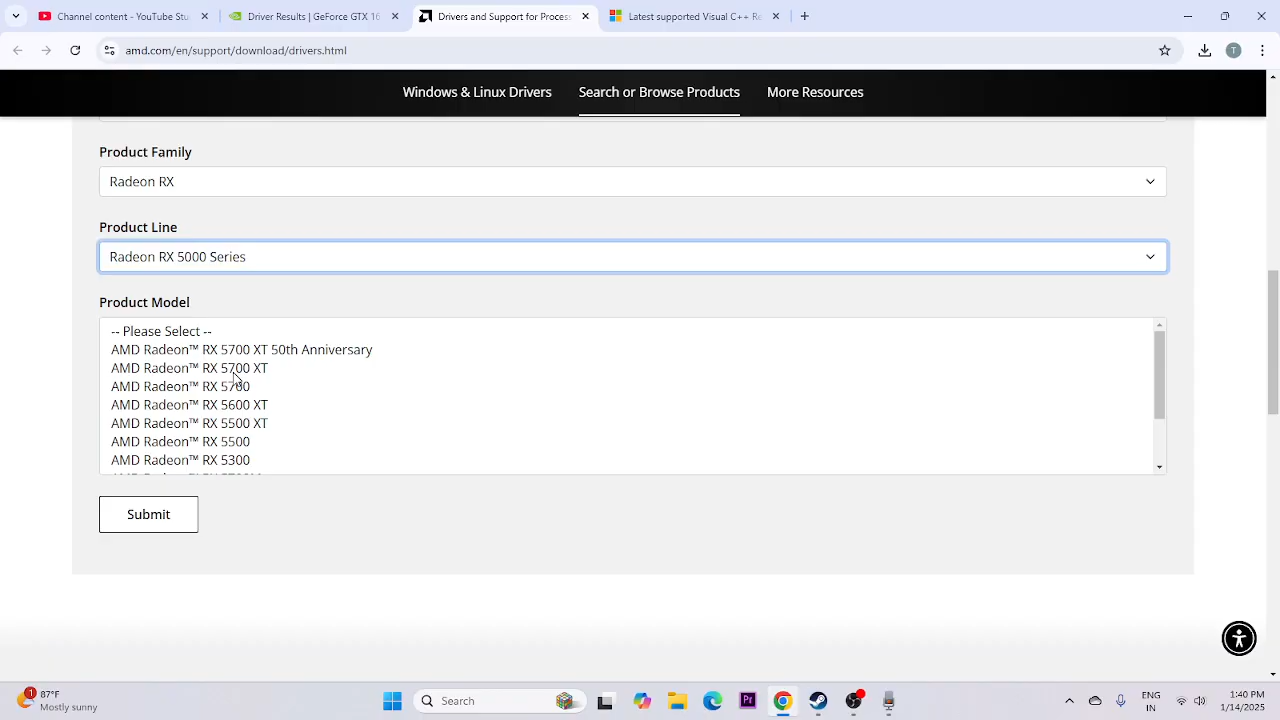 Channel content - YouTube Stu
Driver Results | GeForce GTX 16
Drivers and Support for Process
Latest supported Visual C++ Re
amd.com/en/support/download/drivers.html
T
Windows & Linux Drivers
Search or Browse Products
More Resources
Product Family
Radeon RX
Product Line
Radeon RX 5000 Series
Product Model
-- Please Select --
AMD Radeon™ RX 5700 XT 50th Anniversary
AMD Radeon™ RX 5700 XT
AMD Radeon™ RX 5700
AMD Radeon™ RX 5600 XT
AMD Radeon™ RX 5500 XT
AMD Radeon™ RX 5500
AMD Radeon™ RX 5300
Submit
1
87°F
Mostly sunny
Search
Pr
ENG
IN
1:40 PM
1/14/2025